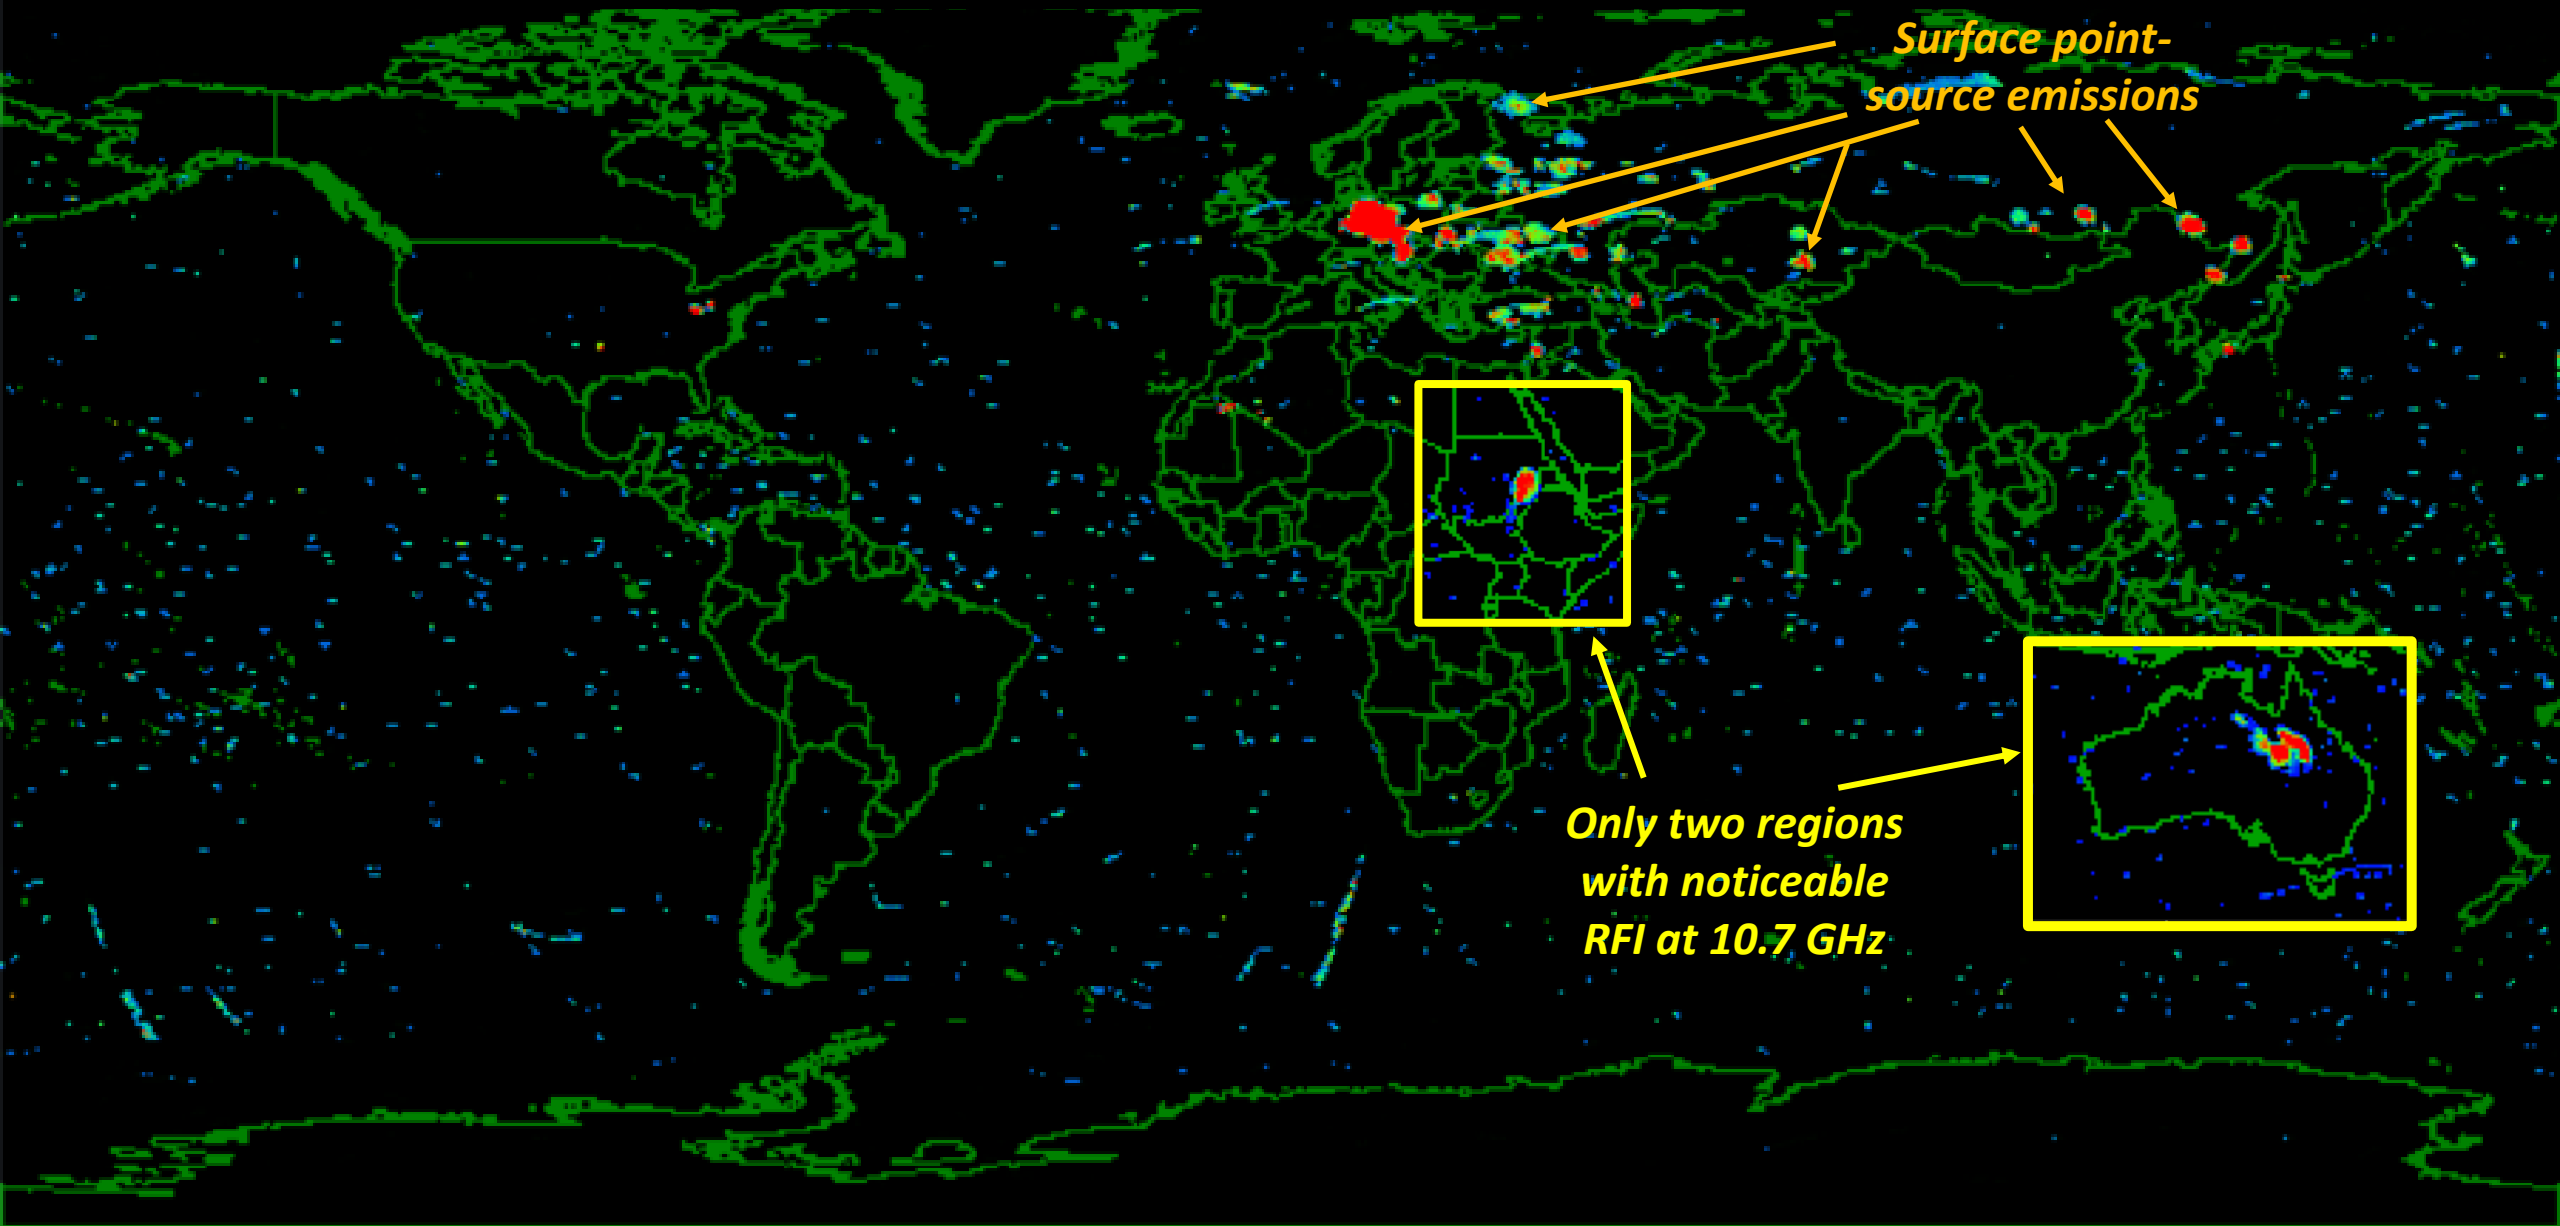 Surface point-
source emissions
Only two regions
with noticeable
RFI at 10.7 GHz